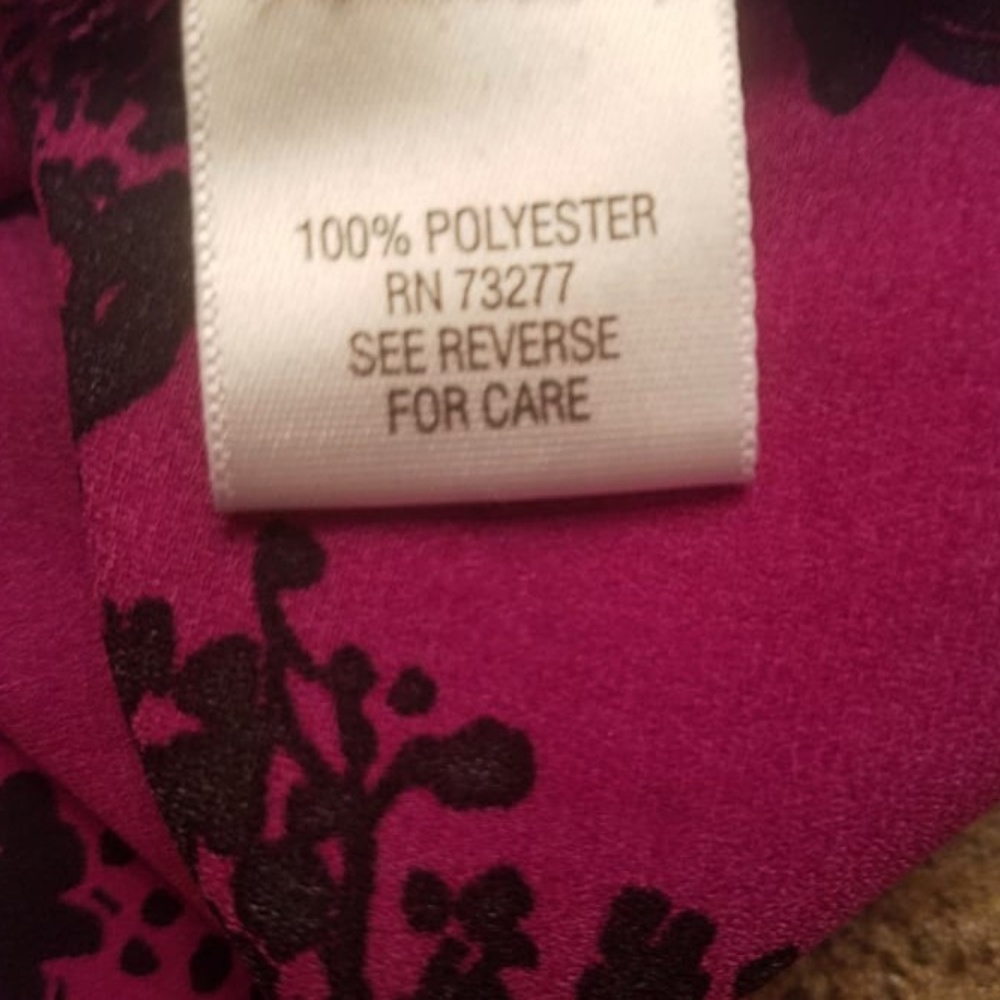 100% POLYESTER
RN 73277
SEE REVERSE
FOR CARE